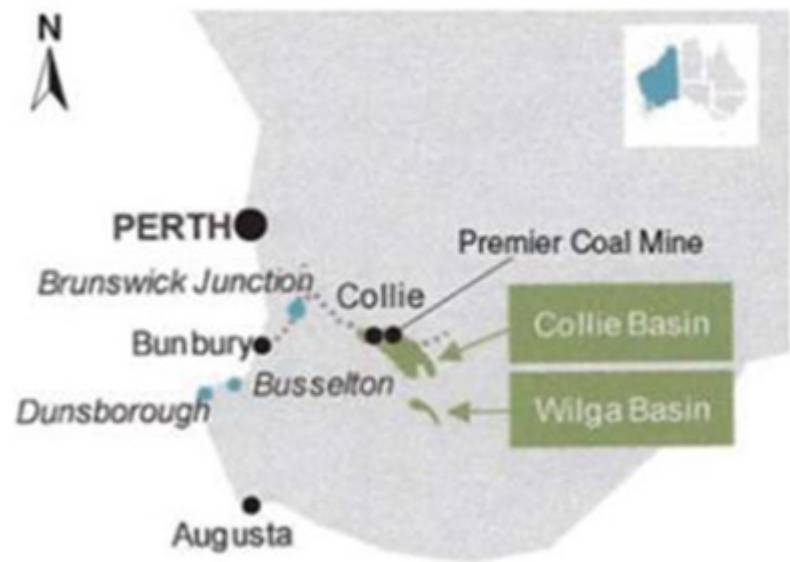 N
PERTH
Premier Coal Mine
Brunswick Junction
Collie
Collie Basin
Bunbury
Busselton
Dunsborough
Wilga Basin
Augusta